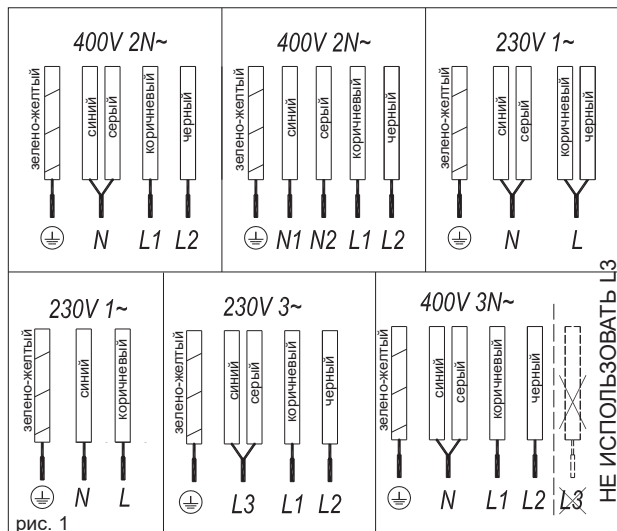 400V 2N~
зелено-желтый
синий
серый
коричневый
черный
N L1 L2
400V 2N~
зелено-желтый
синий
серый
коричневый
черный
N1 N2 L1 L2
230V 1~
зелено-желтый
синий
серый
коричневый
черный
N L
230V 1~
зелено-желтый
синий
коричневый
N L
230V 3~
зелено-желтый
синий
серый
коричневый
черный
L3 L1 L2
400V 3N~
зелено-желтый
синий
серый
коричневый
черный
N L1 L2 L3
НЕ ИСПОЛЬЗОВАТЬ L3
рис. 1